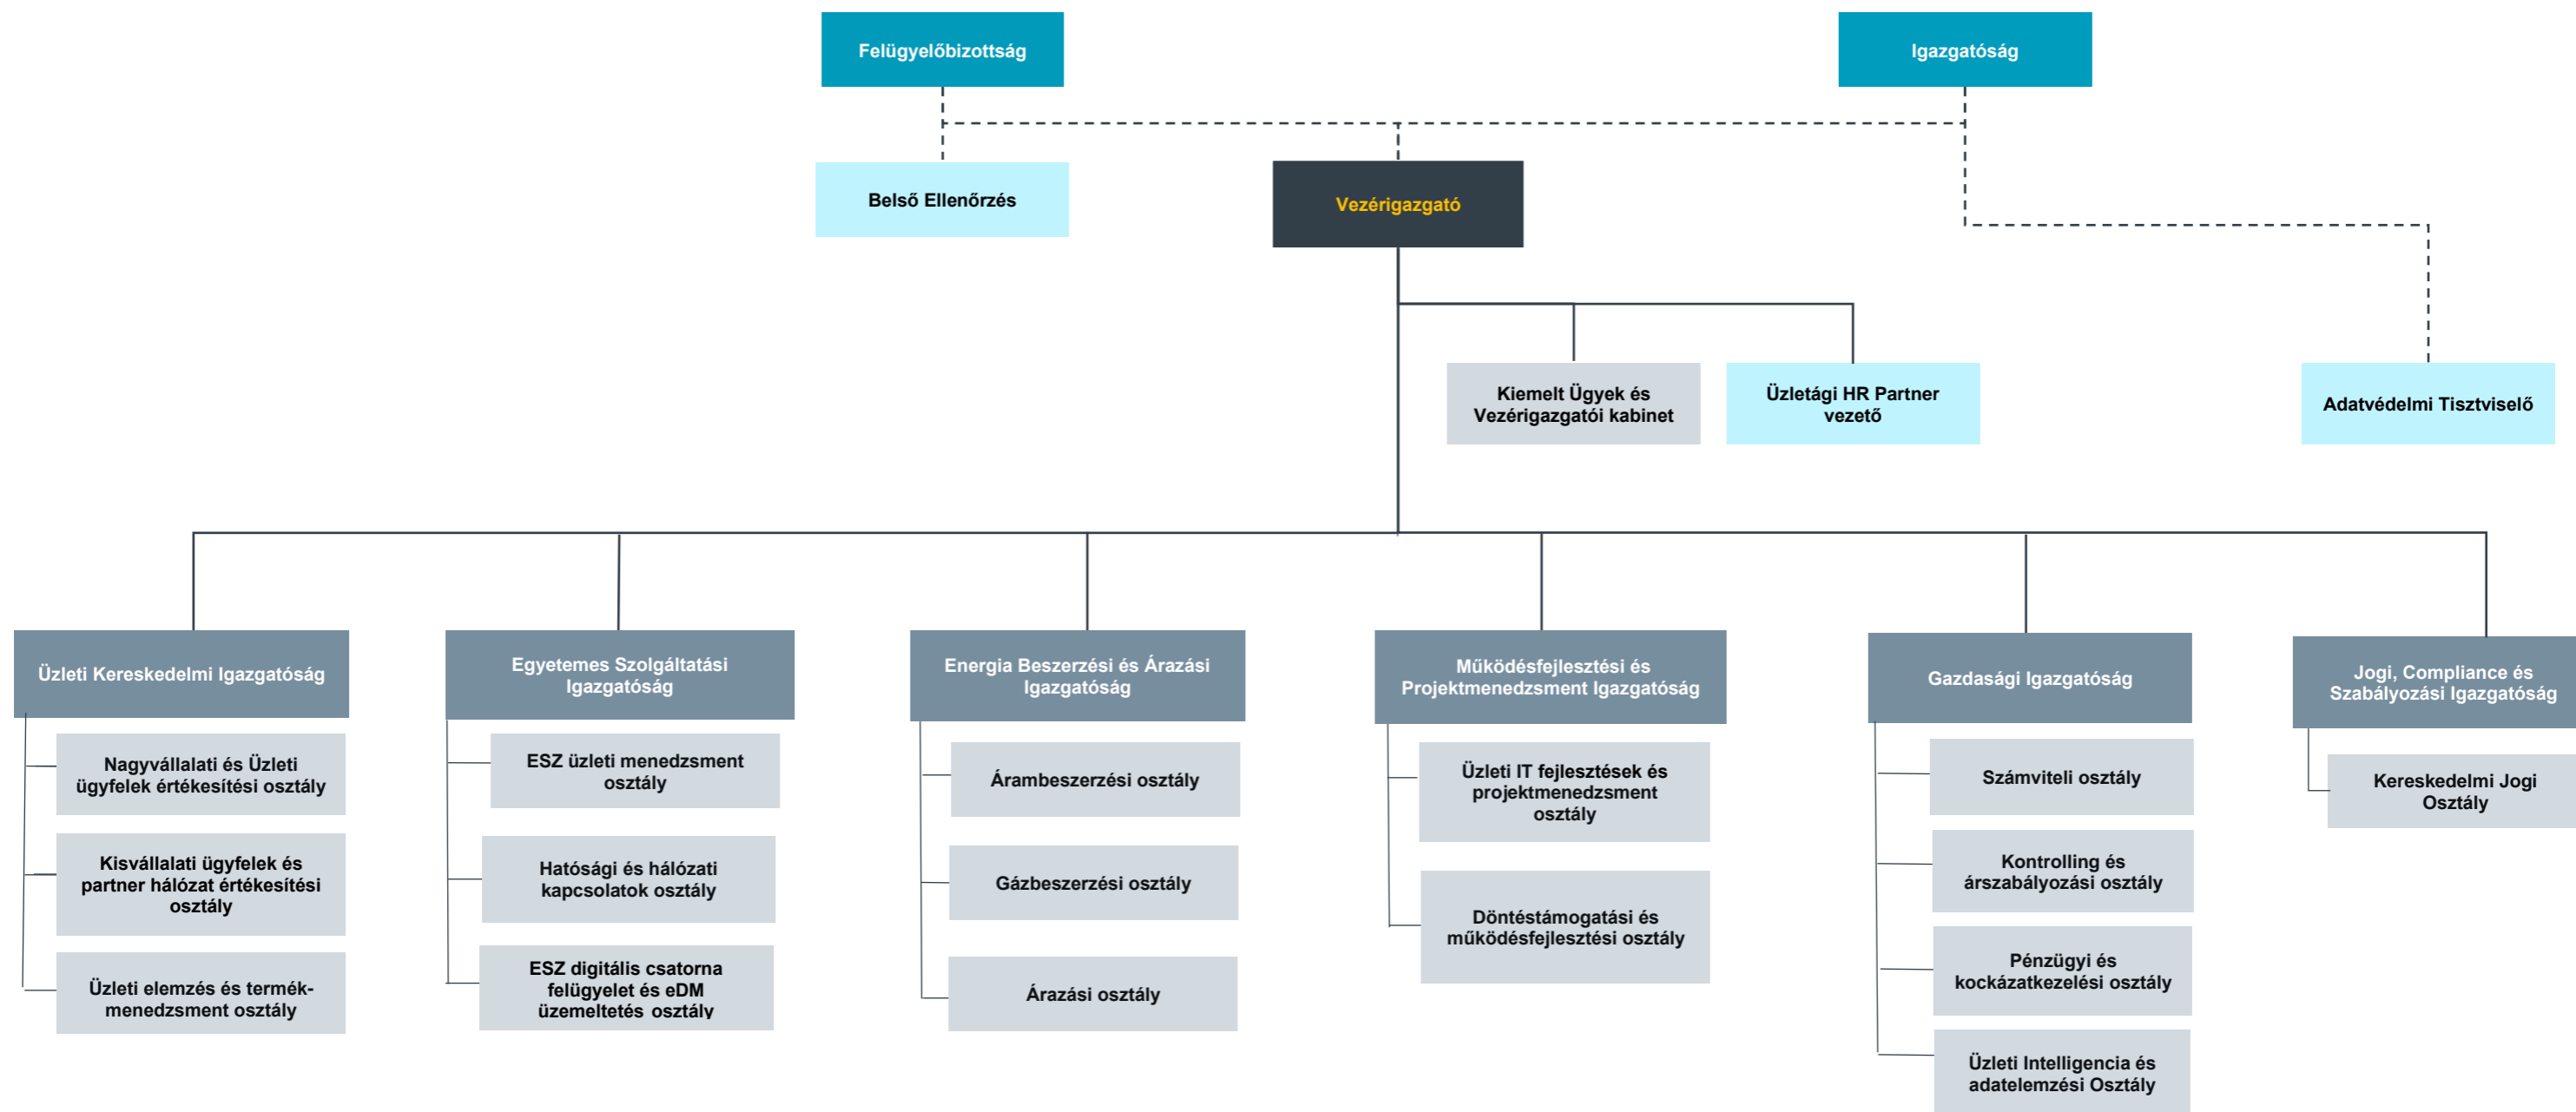 Felügyelőbizottság
Igazgatóság
Belső Ellenőrzés
Vezérigazgató
Kiemelt Ügyek és
Vezérigazgatói kabinet
Üzletági HR Partner
vezető
Adatvédelmi Tisztviselő
Üzleti Kereskedelmi Igazgatóság
Nagyvállalati és Üzleti
ügyfelek értékesítési osztály
Kisvállalati ügyfelek és
partner hálózat értékesítési
osztály
Üzleti elemzés és termék-
menedzsment osztály
Egyetemes Szolgáltatási
Igazgatóság
ESZ üzleti menedzsment
osztály
Hatósági és hálózati
kapcsolatok osztály
ESZ digitális csatorna
felügyelet és eDM
üzemeltetés osztály
Energia Beszerzési és Árazási
Igazgatóság
Árambeszerzési osztály
Gázbeszerzési osztály
Árazási osztály
Működésfejlesztési és
Projektmenedzsment Igazgatóság
Üzleti IT fejlesztések és
projektmenedzsment
osztály
Döntéstámogatási és
működésfejlesztési osztály
Gazdasági Igazgatóság
Számviteli osztály
Kontrolling és
árszabályozási osztály
Pénzügyi és
kockázatkezelési osztály
Üzleti Intelligencia és
adatelemzési Osztály
Jogi, Compliance és
Szabályozási Igazgatóság
Kereskedelmi Jogi
Osztály